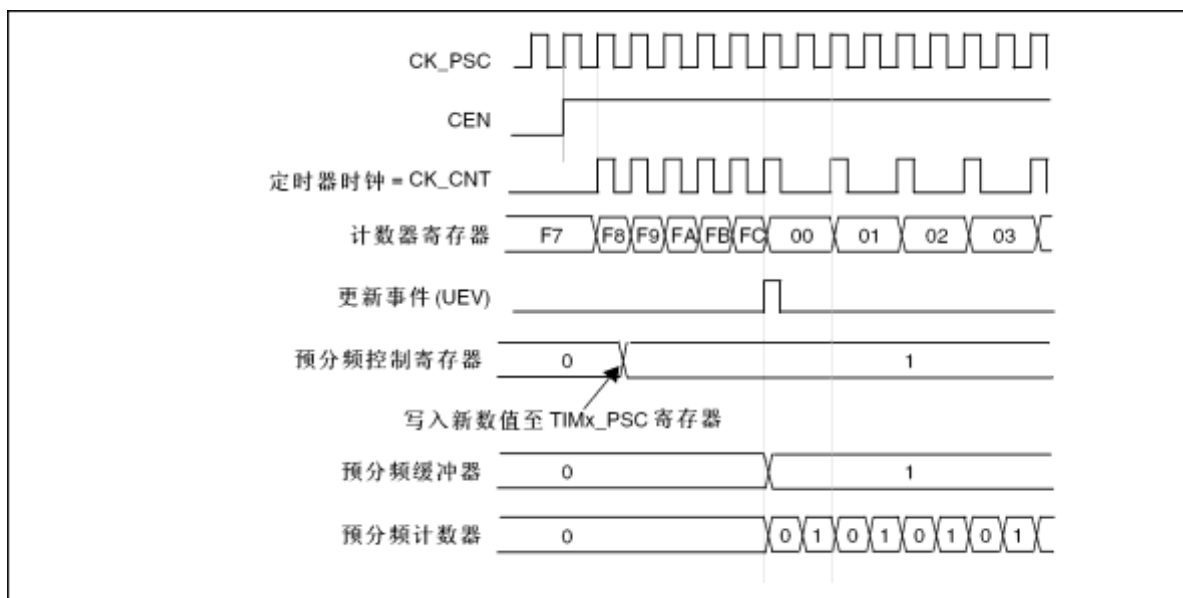 CK_PSC
CEN
定时器时钟 = CK_CNT
计数器寄存器 F7 F8 F9 FA FB FC 00 01 02 03
更新事件(UEV)
预分频控制寄存器 0 1
写入新数值至 TIMx_PSC 寄存器
预分频缓冲器 0 1
预分频计数器 0 0 1 0 1 0 1 0 1